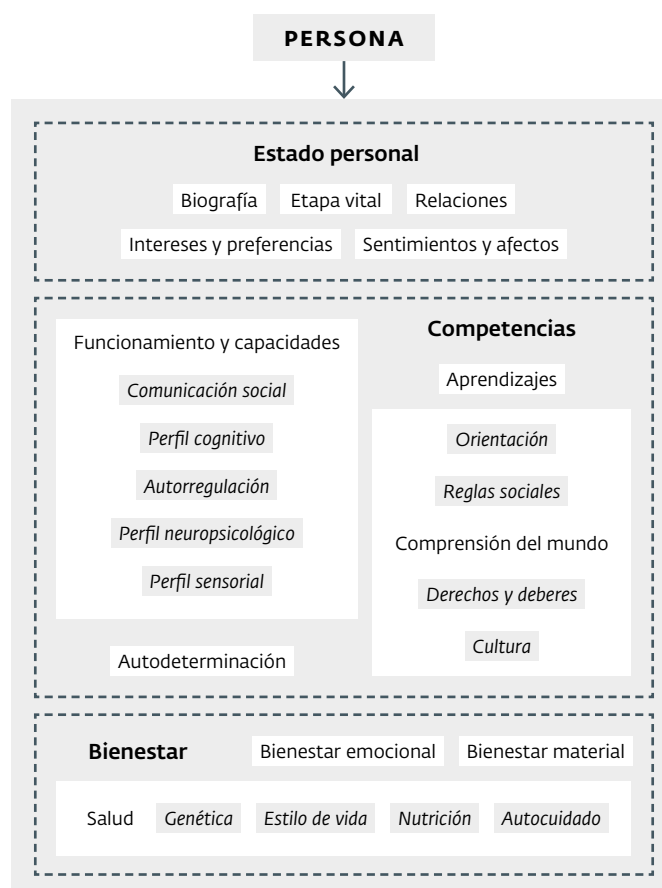 PERSONA
Estado personal
Biografía Etapa vital Relaciones
Intereses y preferencias Sentimientos y afectos
Funcionamiento y capacidades
Comunicación social
Perfil cognitivo
Autorregulación
Perfil neuropsicológico
Perfil sensorial
Autodeterminación
Competencias
Aprendizajes
Orientación
Reglas sociales
Comprensión del mundo
Derechos y deberes
Cultura
Bienestar Bienestar emocional Bienestar material
Salud Genética Estilo de vida Nutrición Autocuidado